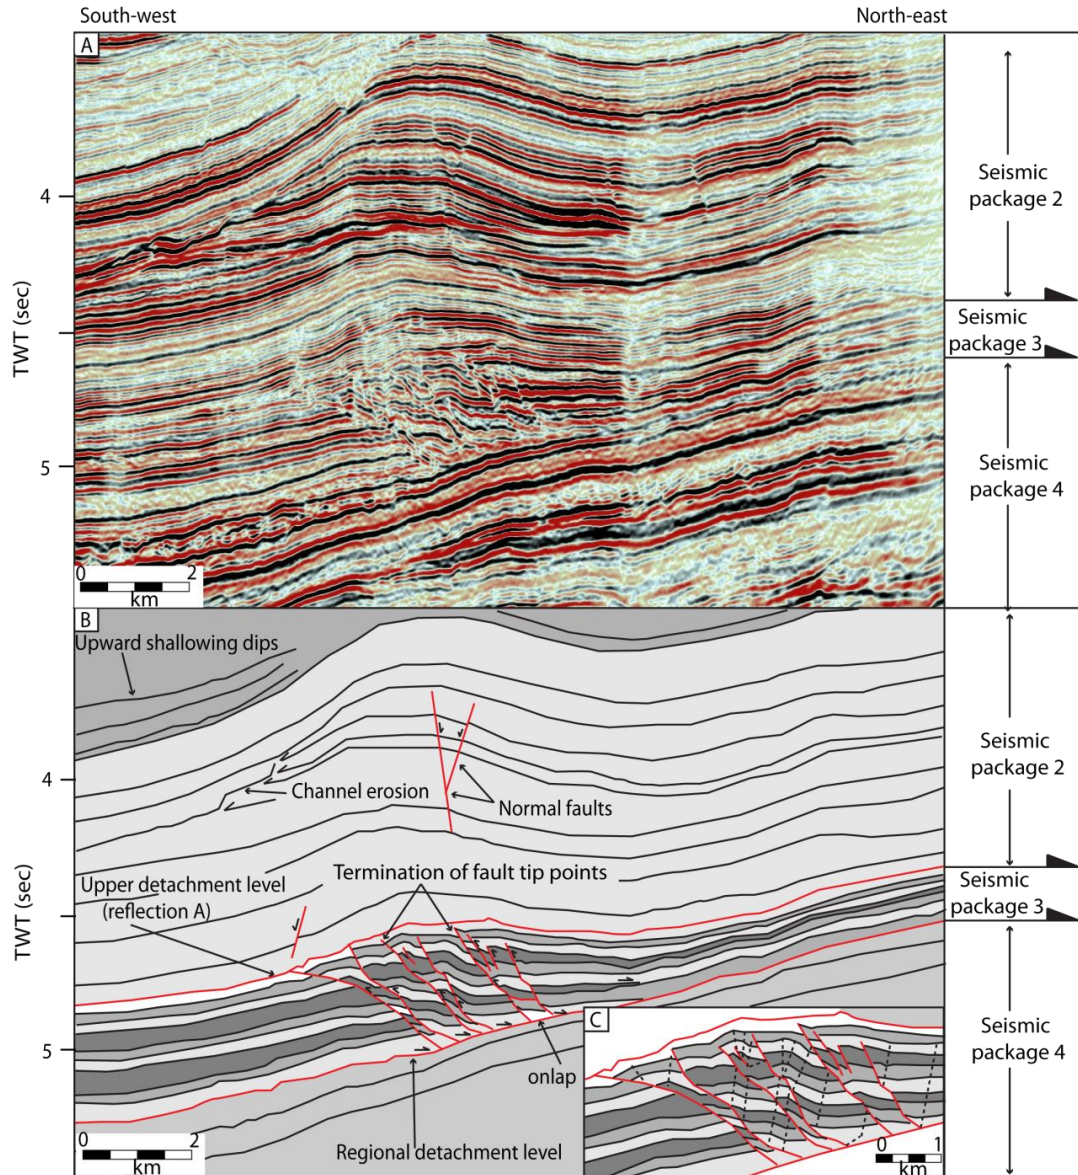 South-west
North-east
A
4
TWT (sec)
5
0 2
km
Seismic
package 2
Seismic
package 3
Seismic
package 4
B
Upward shallowing dips
4
Channel erosion
Normal faults
Termination of fault tip points
Upper detachment level
(reflection A)
TWT (sec)
5
onlap
Regional detachment level
0 2
km
C
0 1
km
Seismic
package 2
Seismic
package 3
Seismic
package 4